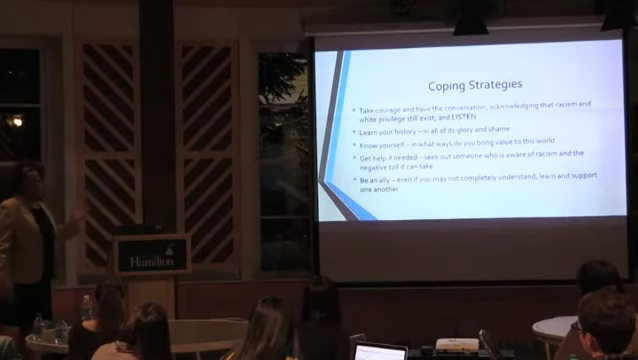 Coping Strategies
• Take courage and have the conversation, acknowledging that racism and
white privilege still exist, and LISTEN
• Learn your history – in all of its glory and shame
• Know yourself – in what ways do you bring value to this world
• Get help if needed – seek out someone who is aware of racism and the
negative toll it can take
• Be an ally – even if you may not completely understand, learn and support
one another
Hamilton